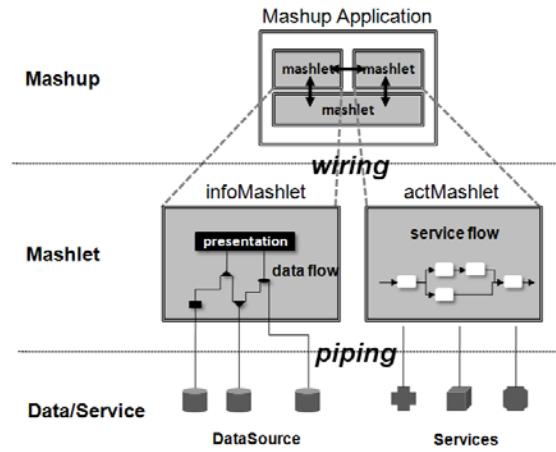 Mashup Application
mashlet
mashlet
Mashup
mashlet
wiring
infoMashlet
actMashlet
presentation
service flow
Mashlet
data flow
piping
Data/Service
DataSource
Services